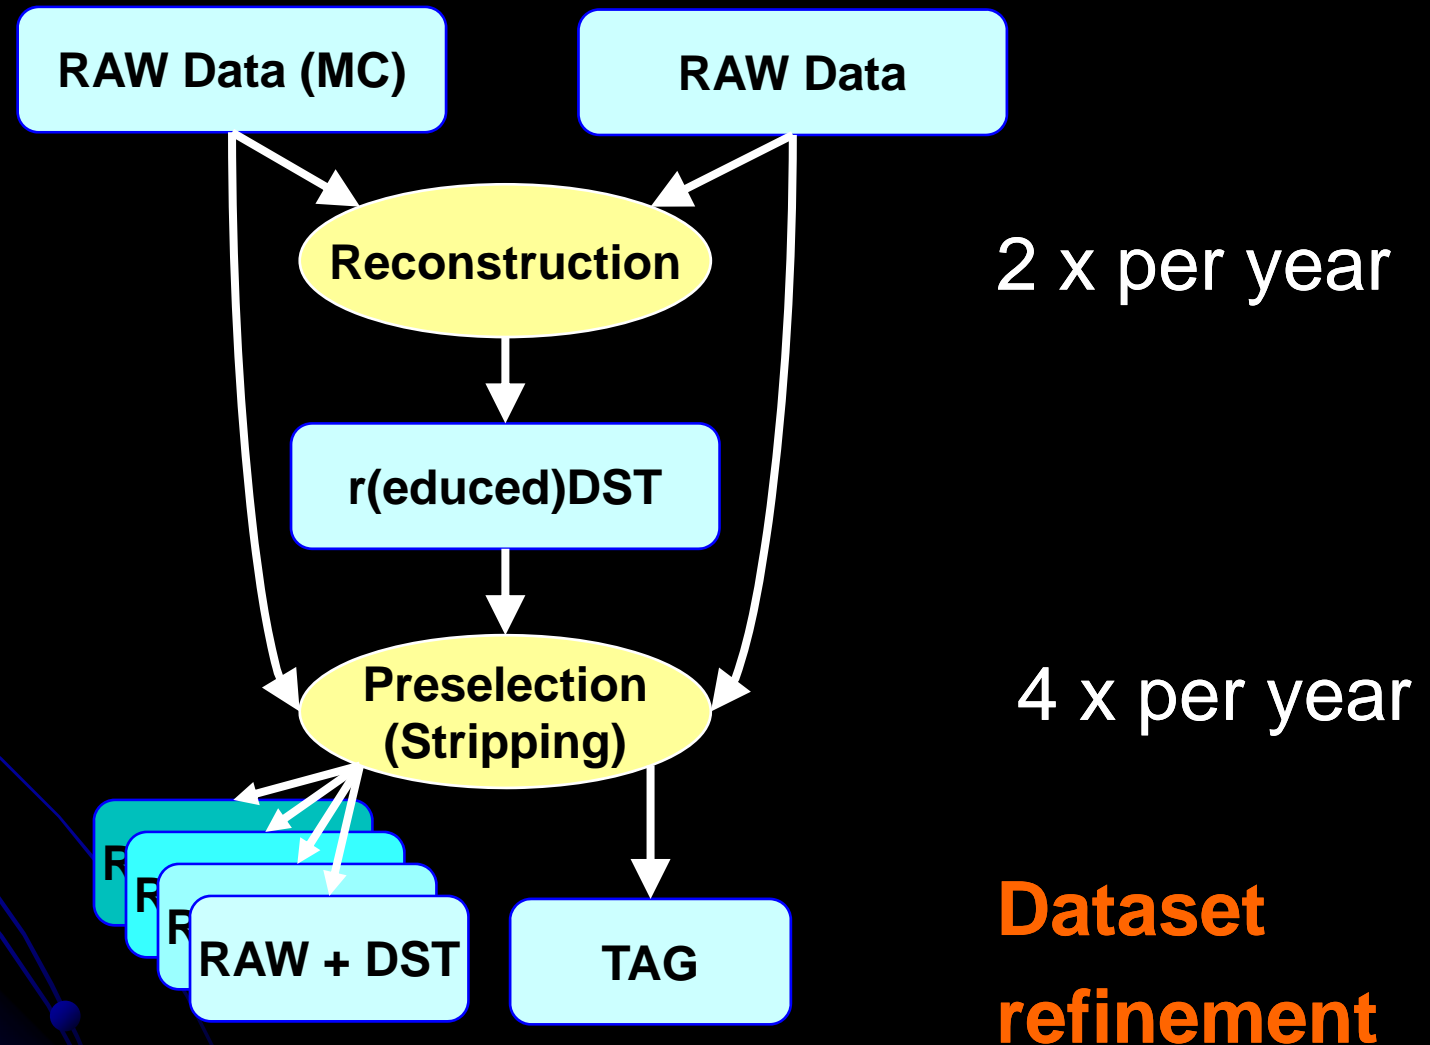 RAW Data (MC)
RAW Data
Reconstruction
2 x per year
r(educed)DST
Preselection
(Stripping)
4 x per year
R
R
R
RAW + DST
TAG
Dataset
refinement